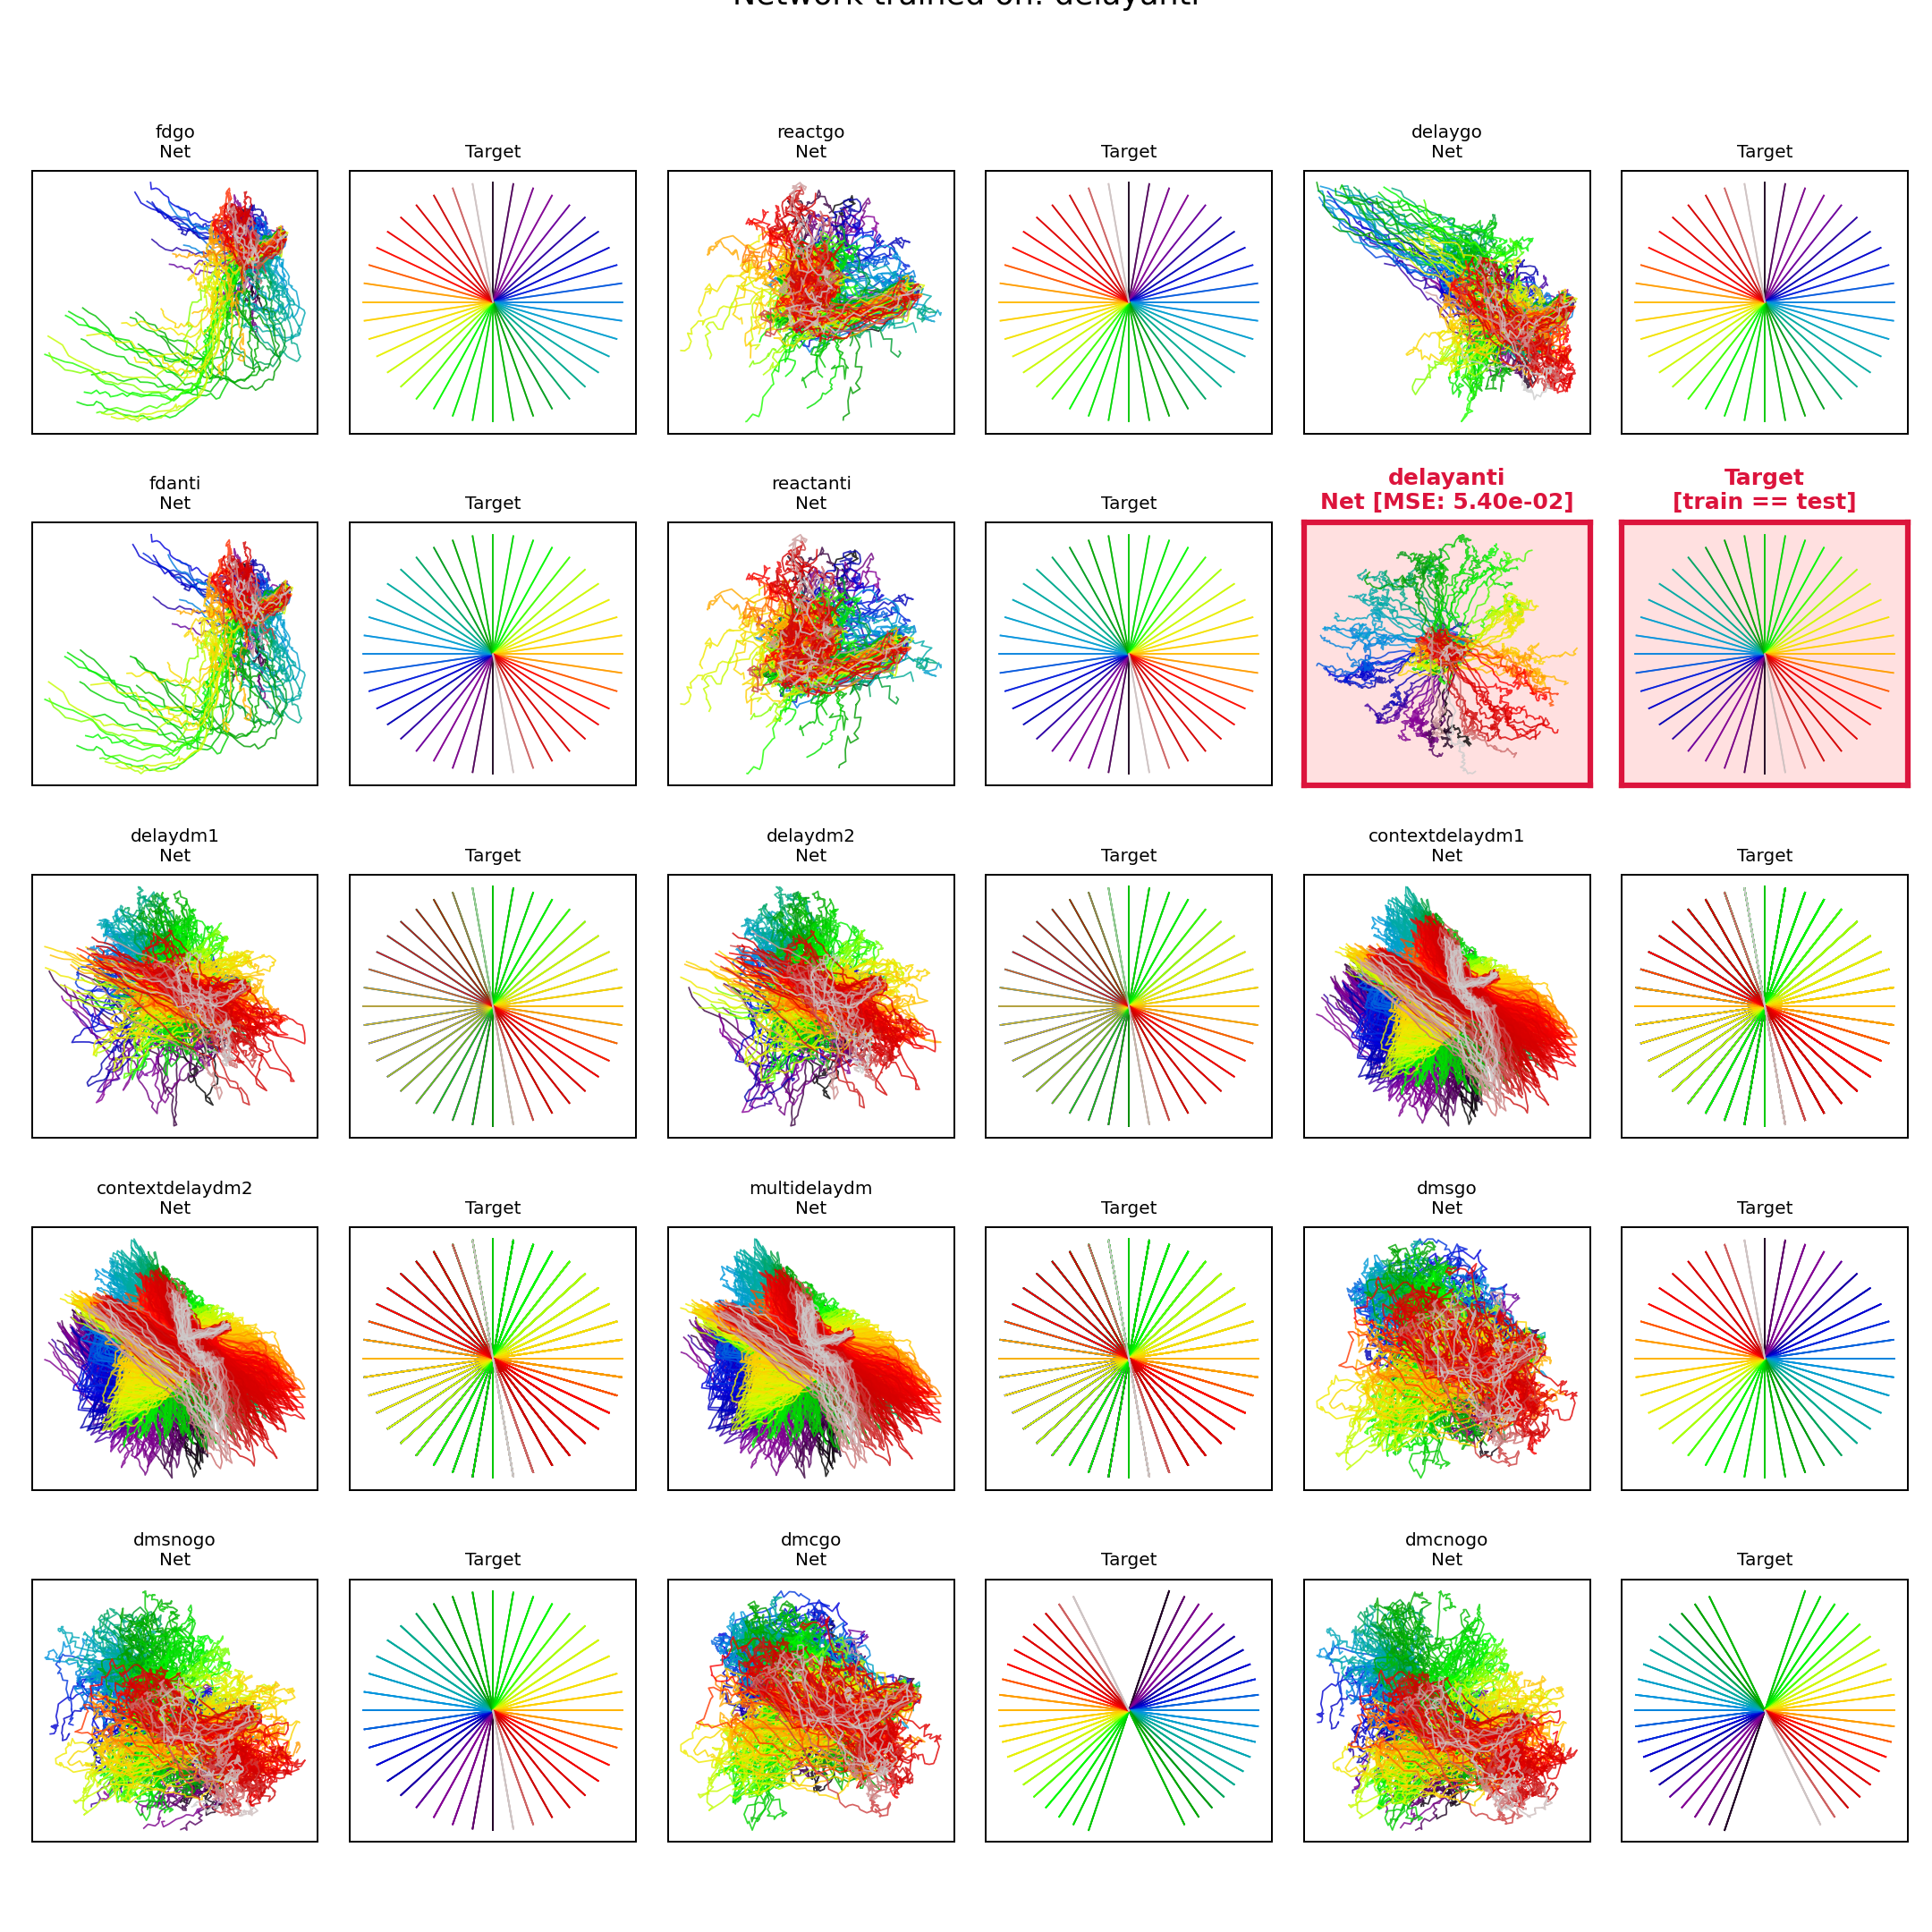 Network trained on: delayanti
fdgo
Net
Target
reactgo
Net
Target
delaygo
Net
Target
fdanti
Net
Target
reactanti
Net
Target
delayanti
Net [MSE: 5.40e-02]
Target
[train == test]
delaydm1
Net
Target
delaydm2
Net
Target
contextdelaydm1
Net
Target
contextdelaydm2
Net
Target
multidelaydm
Net
Target
dmsgo
Net
Target
dmsnogo
Net
Target
dmcgo
Net
Target
dmcnogo
Net
Target